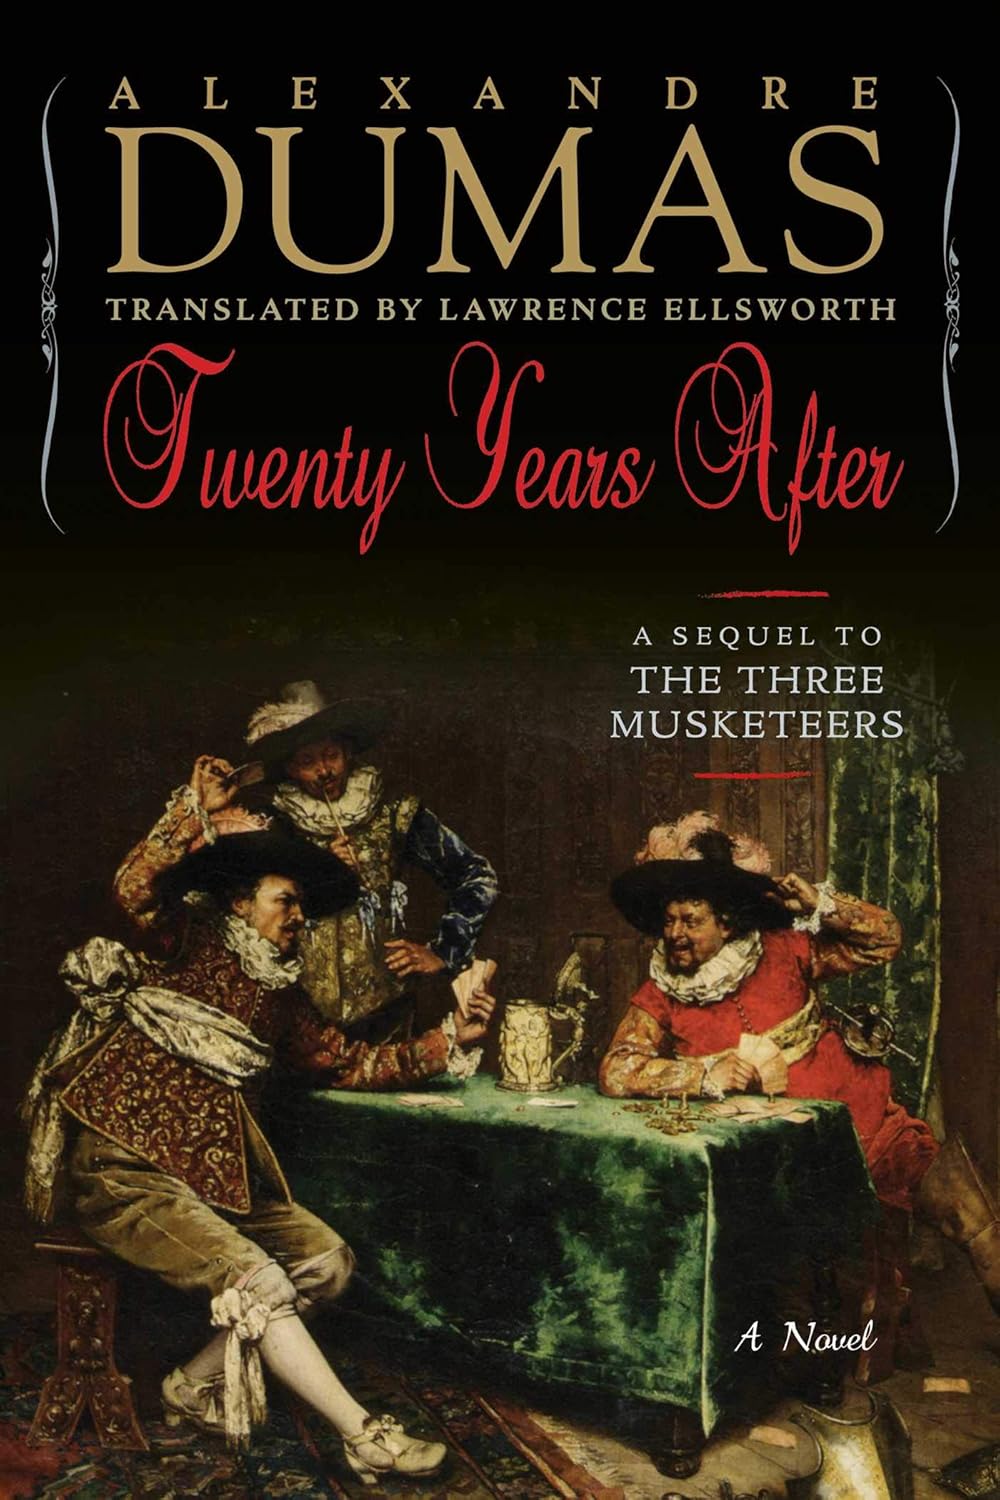 ALEXANDRE
DUMAS
TRANSLATED BY LAWRENCE ELLSWORTH
Twenty Years After
A SEQUEL TO
THE THREE
MUSKETEERS
A Novel